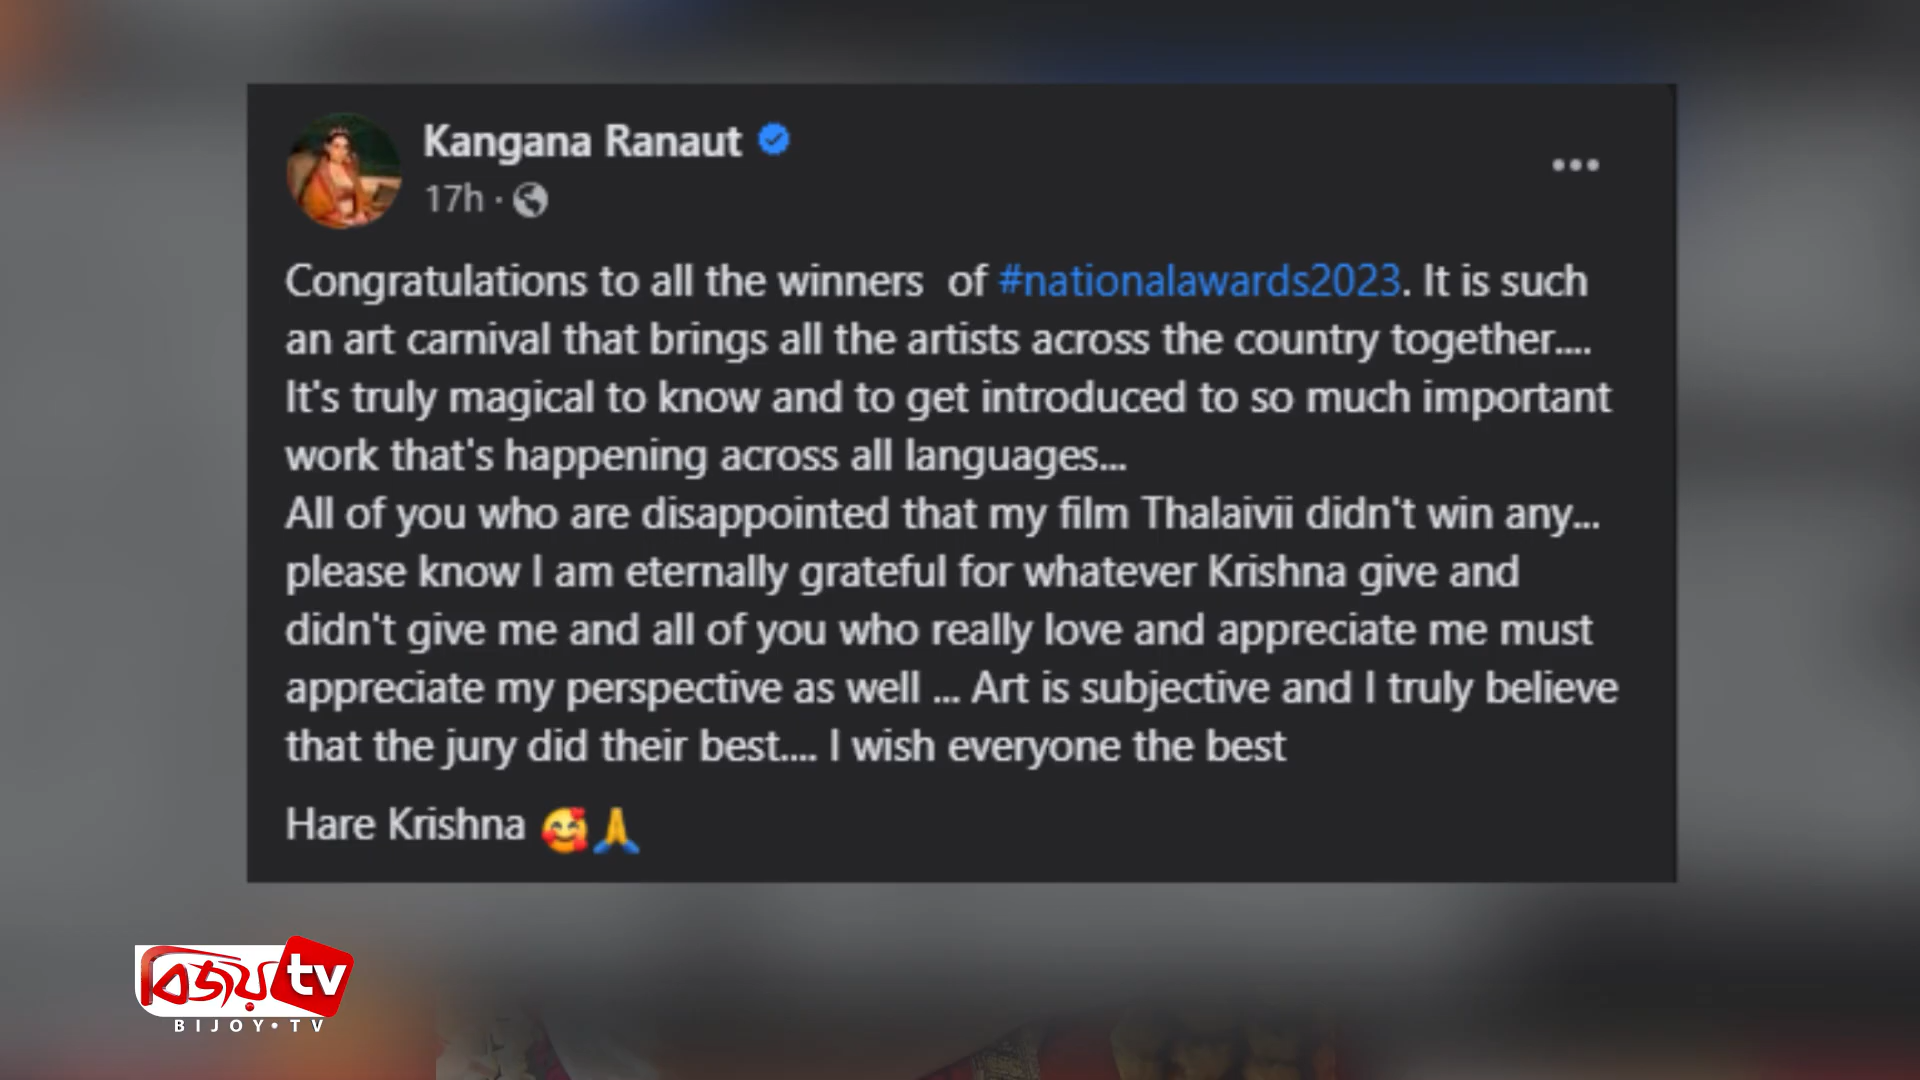 Kangana Ranaut
17h ·
Congratulations to all the winners  of #nationalawards2023. It is such
an art carnival that brings all the artists across the country together....
It's truly magical to know and to get introduced to so much important
work that's happening across all languages...
All of you who are disappointed that my film Thalaivii didn't win any...
please know I am eternally grateful for whatever Krishna give and
didn't give me and all of you who really love and appreciate me must
appreciate my perspective as well ... Art is subjective and I truly believe
that the jury did their best.... I wish everyone the best
Hare Krishna 🥰🙏
বিজয় tv
BIJOY•TV